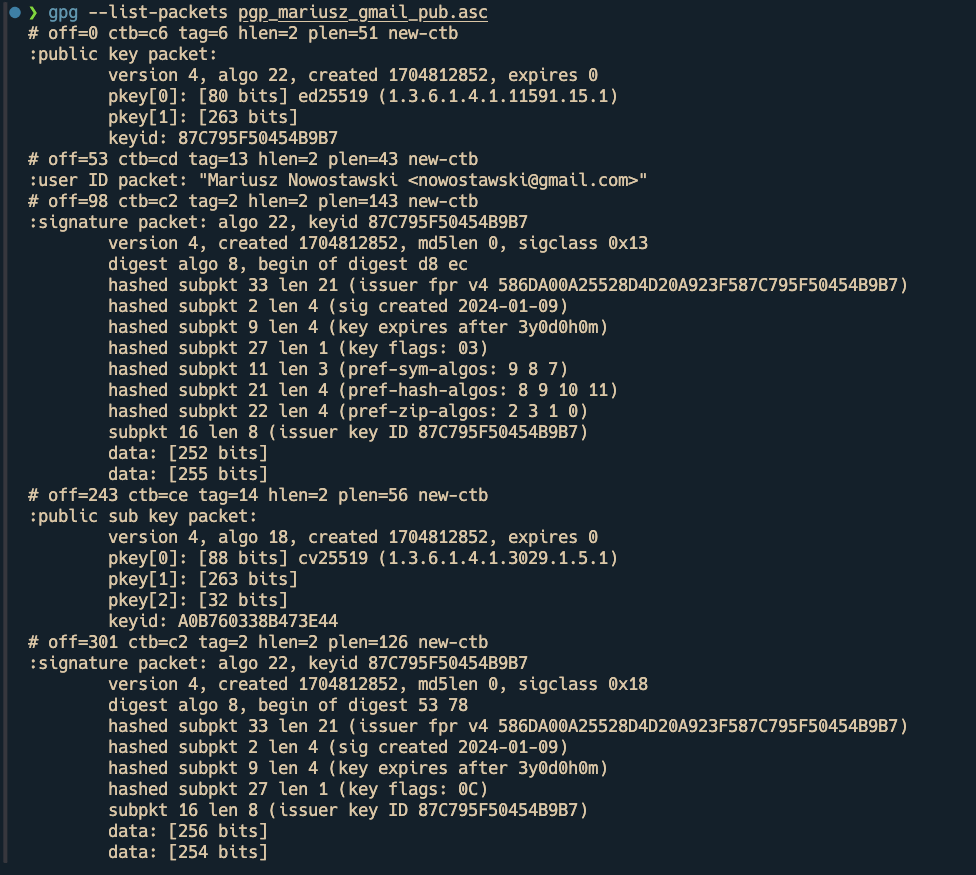 ❯ gpg --list-packets pgp_mariusz_gmail_pub.asc
# off=0 ctb=c6 tag=6 hlen=2 plen=51 new-ctb
:public key packet:
        version 4, algo 22, created 1704812852, expires 0
        pkey[0]: [80 bits] ed25519 (1.3.6.1.4.1.11591.15.1)
        pkey[1]: [263 bits]
        keyid: 87C795F50454B9B7
# off=53 ctb=cd tag=13 hlen=2 plen=43 new-ctb
:user ID packet: "Mariusz Nowostawski <nowostawski@gmail.com>"
# off=98 ctb=c2 tag=2 hlen=2 plen=143 new-ctb
:signature packet: algo 22, keyid 87C795F50454B9B7
        version 4, created 1704812852, md5len 0, sigclass 0x13
        digest algo 8, begin of digest d8 ec
        hashed subpkt 33 len 21 (issuer fpr v4 586DA00A25528D4D20A923F587C795F50454B9B7)
        hashed subpkt 2 len 4 (sig created 2024-01-09)
        hashed subpkt 9 len 4 (key expires after 3y0d0h0m)
        hashed subpkt 27 len 1 (key flags: 03)
        hashed subpkt 11 len 3 (pref-sym-algos: 9 8 7)
        hashed subpkt 21 len 4 (pref-hash-algos: 8 9 10 11)
        hashed subpkt 22 len 4 (pref-zip-algos: 2 3 1 0)
        subpkt 16 len 8 (issuer key ID 87C795F50454B9B7)
        data: [252 bits]
        data: [255 bits]
# off=243 ctb=ce tag=14 hlen=2 plen=56 new-ctb
:public sub key packet:
        version 4, algo 18, created 1704812852, expires 0
        pkey[0]: [88 bits] cv25519 (1.3.6.1.4.1.3029.1.5.1)
        pkey[1]: [263 bits]
        pkey[2]: [32 bits]
        keyid: A0B760338B473E44
# off=301 ctb=c2 tag=2 hlen=2 plen=126 new-ctb
:signature packet: algo 22, keyid 87C795F50454B9B7
        version 4, created 1704812852, md5len 0, sigclass 0x18
        digest algo 8, begin of digest 53 78
        hashed subpkt 33 len 21 (issuer fpr v4 586DA00A25528D4D20A923F587C795F50454B9B7)
        hashed subpkt 2 len 4 (sig created 2024-01-09)
        hashed subpkt 9 len 4 (key expires after 3y0d0h0m)
        hashed subpkt 27 len 1 (key flags: 0C)
        subpkt 16 len 8 (issuer key ID 87C795F50454B9B7)
        data: [256 bits]
        data: [254 bits]